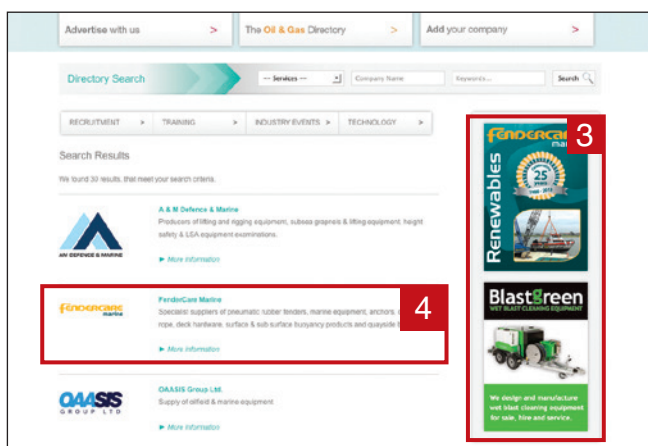 Advertise with us >
The Oil & Gas Directory >
Add your company >
Directory Search
-- Services --
Company Name
Keywords...
Search
RECRUITMENT >
TRAINING >
INDUSTRY EVENTS >
TECHNOLOGY >
Search Results
We found 30 results, that meet your search criteria.
AM DEFENCE & MARINE
A & M Defence & Marine
Producers of lifting and rigging equipment, subsea grapnels & lifting equipment, height
safety & LEA equipment examinations.
► More information
fendercare
marine
FenderCare Marine
Specialist suppliers of pneumatic rubber fenders, marine equipment, anchors,
rope, deck hardware, surface & sub surface buoyancy products and quayside
► More information
4
OAASIS
GROUP LTD
OAASIS Group Ltd.
Supply of oilfield & marine equipment
► More information
3
fendercare
marine
Renewables
25
YEARS
Blastgreen
WET BLAST CLEANING EQUIPMENT
We design and manufacture
wet blast cleaning equipment
for sale, hire and service.